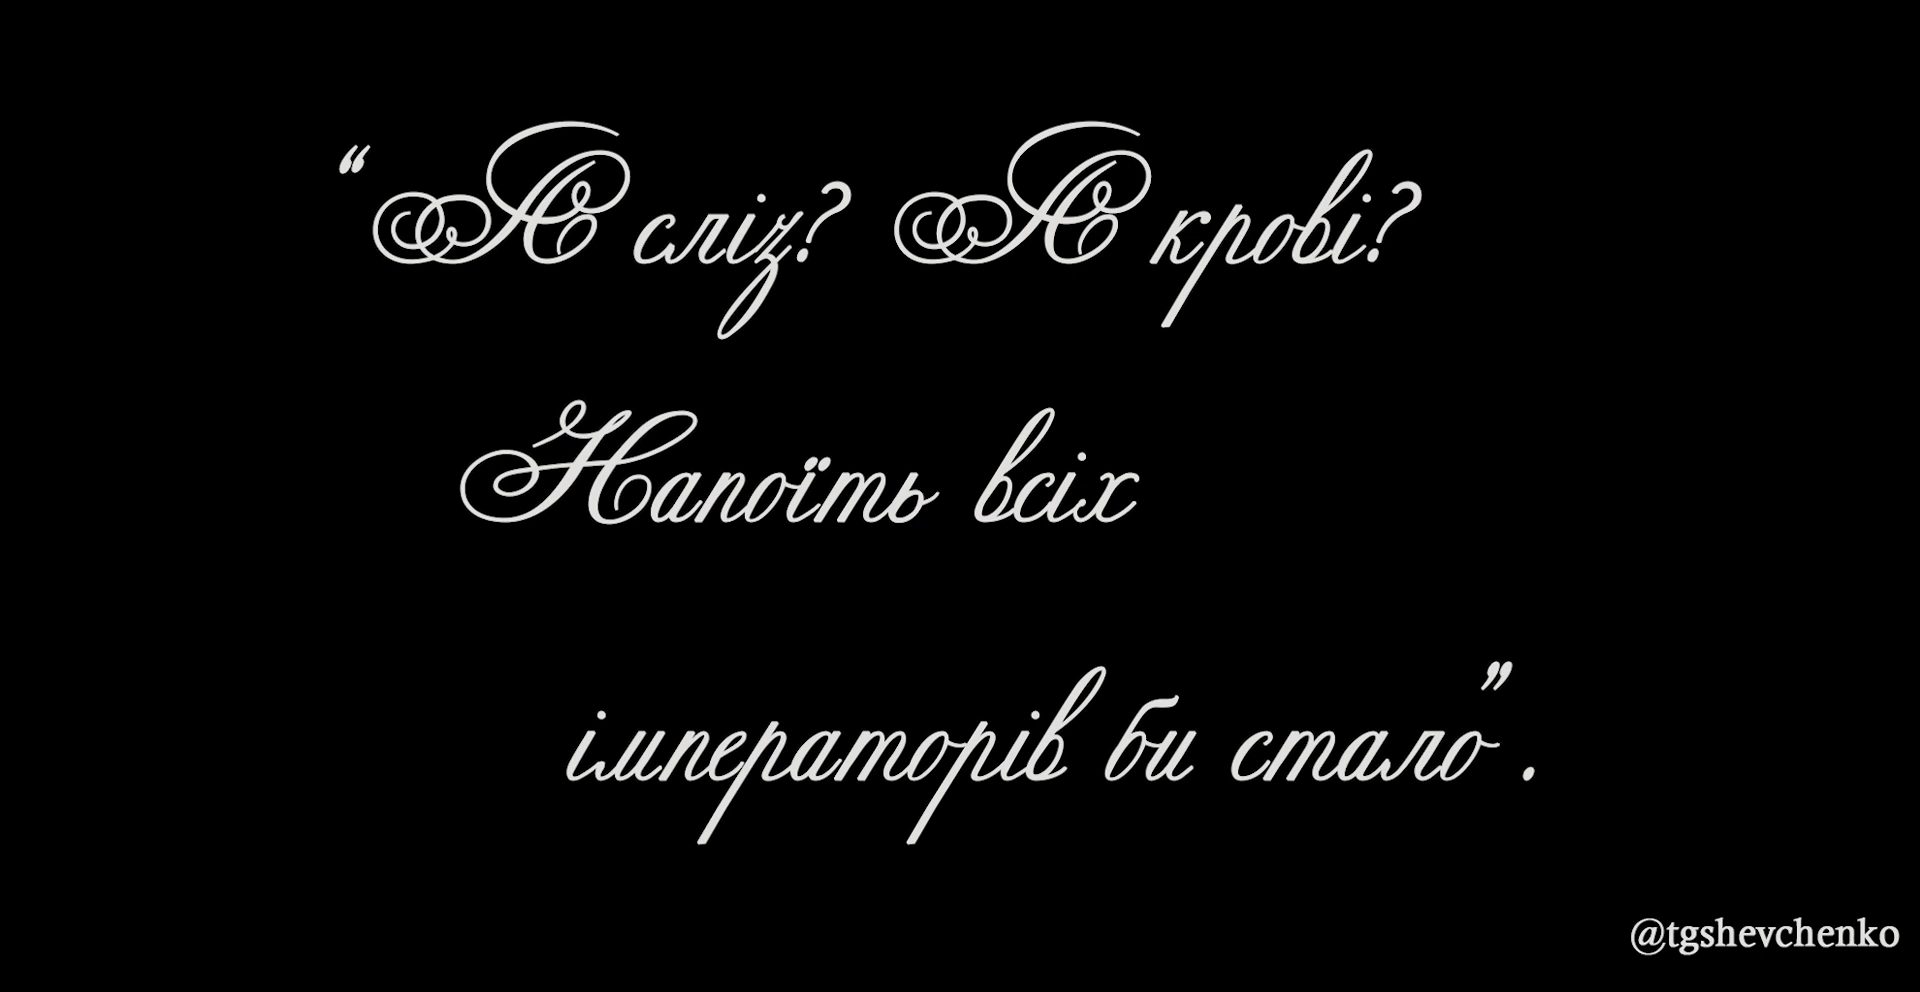 “А сліз? А крові?
Напоїть всіх
імператорів би стало”.
@tgshevchenko